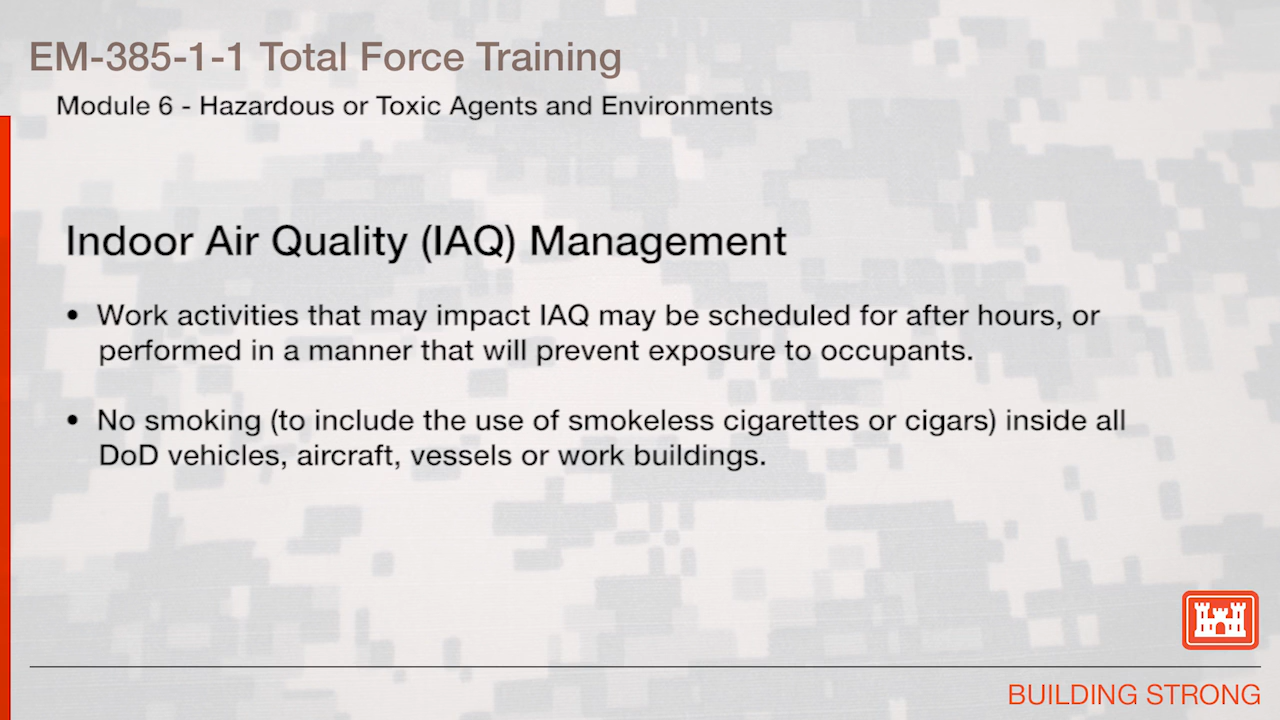 EM-385-1-1 Total Force Training
Module 6 - Hazardous or Toxic Agents and Environments
Indoor Air Quality (IAQ) Management
• Work activities that may impact IAQ may be scheduled for after hours, or
performed in a manner that will prevent exposure to occupants.
• No smoking (to include the use of smokeless cigarettes or cigars) inside all
DoD vehicles, aircraft, vessels or work buildings.
BUILDING STRONG